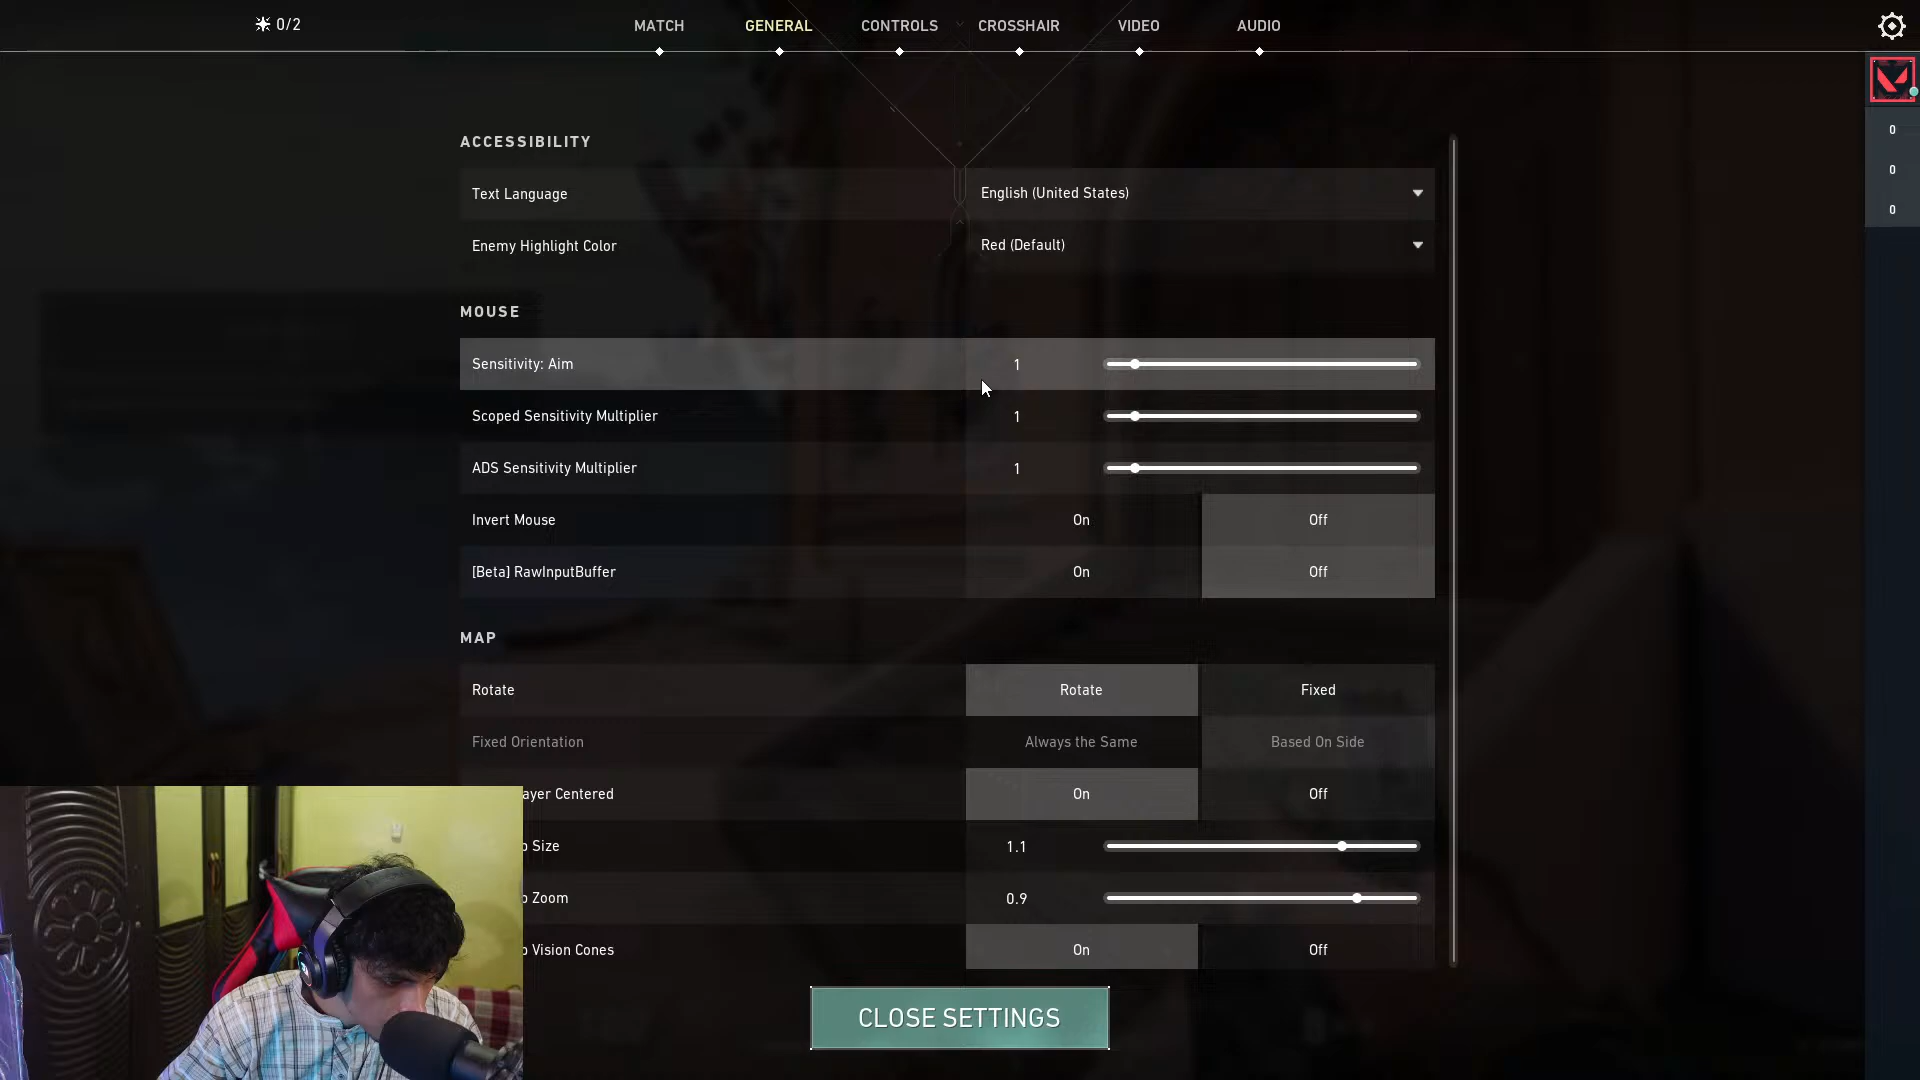 0/2
MATCH GENERAL CONTROLS CROSSHAIR VIDEO AUDIO
0
0
0
ACCESSIBILITY
Text Language English (United States)
Enemy Highlight Color Red (Default)
MOUSE
Sensitivity: Aim 1
Scoped Sensitivity Multiplier 1
ADS Sensitivity Multiplier 1
Invert Mouse On Off
[Beta] RawInputBuffer On Off
MAP
Rotate Rotate Fixed
Fixed Orientation Always the Same Based On Side
ayer Centered On Off
p Size 1.1
p Zoom 0.9
p Vision Cones On Off
CLOSE SETTINGS